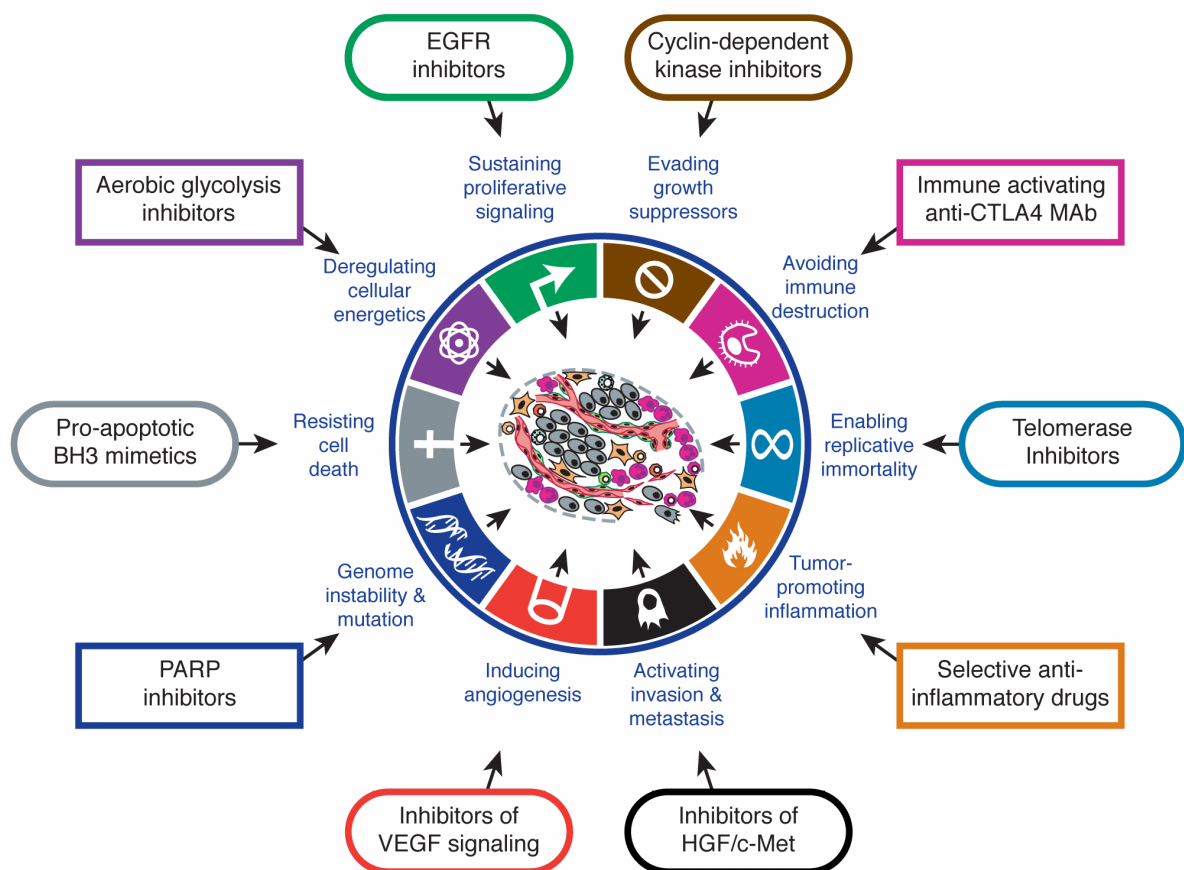 EGFR
inhibitors
Cyclin-dependent
kinase inhibitors
Sustaining
proliferative
signaling
Evading
growth
suppressors
Aerobic glycolysis
inhibitors
Immune activating
anti-CTLA4 MAb
Deregulating
cellular
energetics
Avoiding
immune
destruction
Pro-apoptotic
BH3 mimetics
Resisting
cell
death
Enabling
replicative
immortality
Telomerase
Inhibitors
Genome
instability &
mutation
Tumor-
promoting
inflammation
PARP
inhibitors
Inducing
angiogenesis
Activating
invasion &
metastasis
Selective anti-
inflammatory drugs
Inhibitors of
VEGF signaling
Inhibitors of
HGF/c-Met